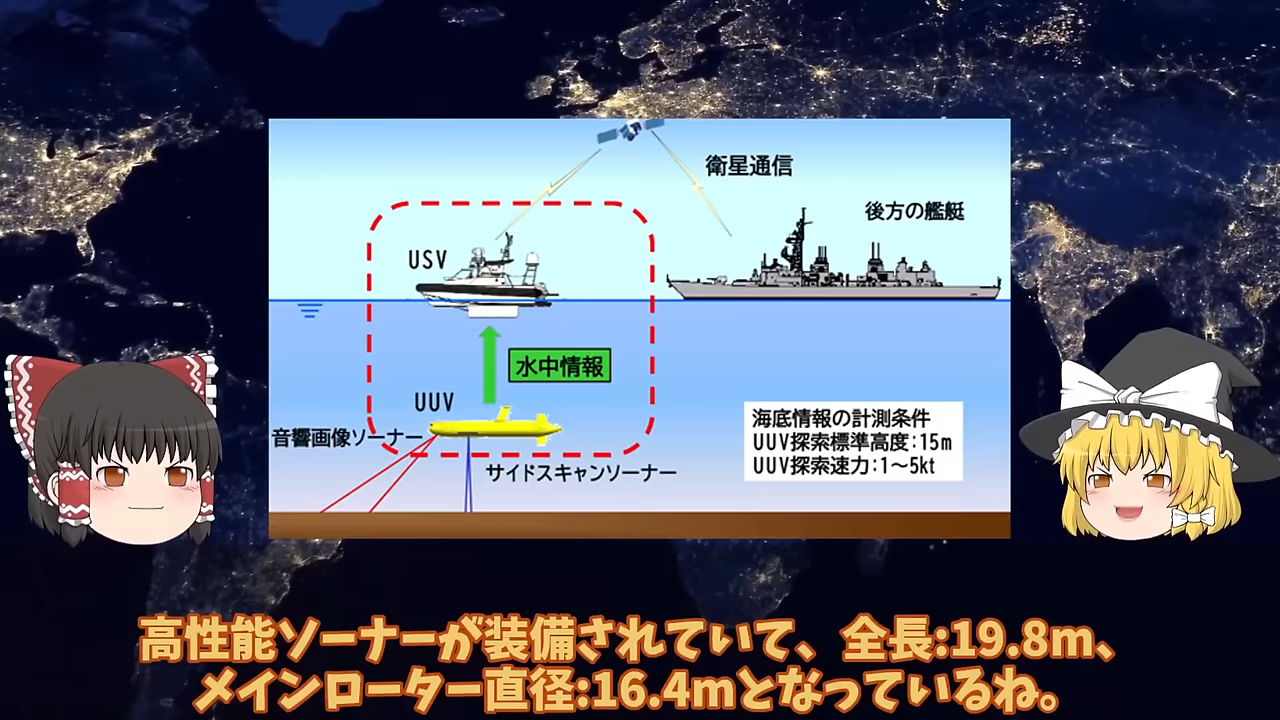 衛星通信
後方の艦艇
USV
水中情報
UUV
音響画像ソーナー
サイドスキャンソーナー
海底情報の計測条件
UUV探索標準高度:15m
UUV探索速力:1~5kt
高性能ソーナーが装備されていて、全長:19.8m、
メインローター直径:16.4mとなっているね。